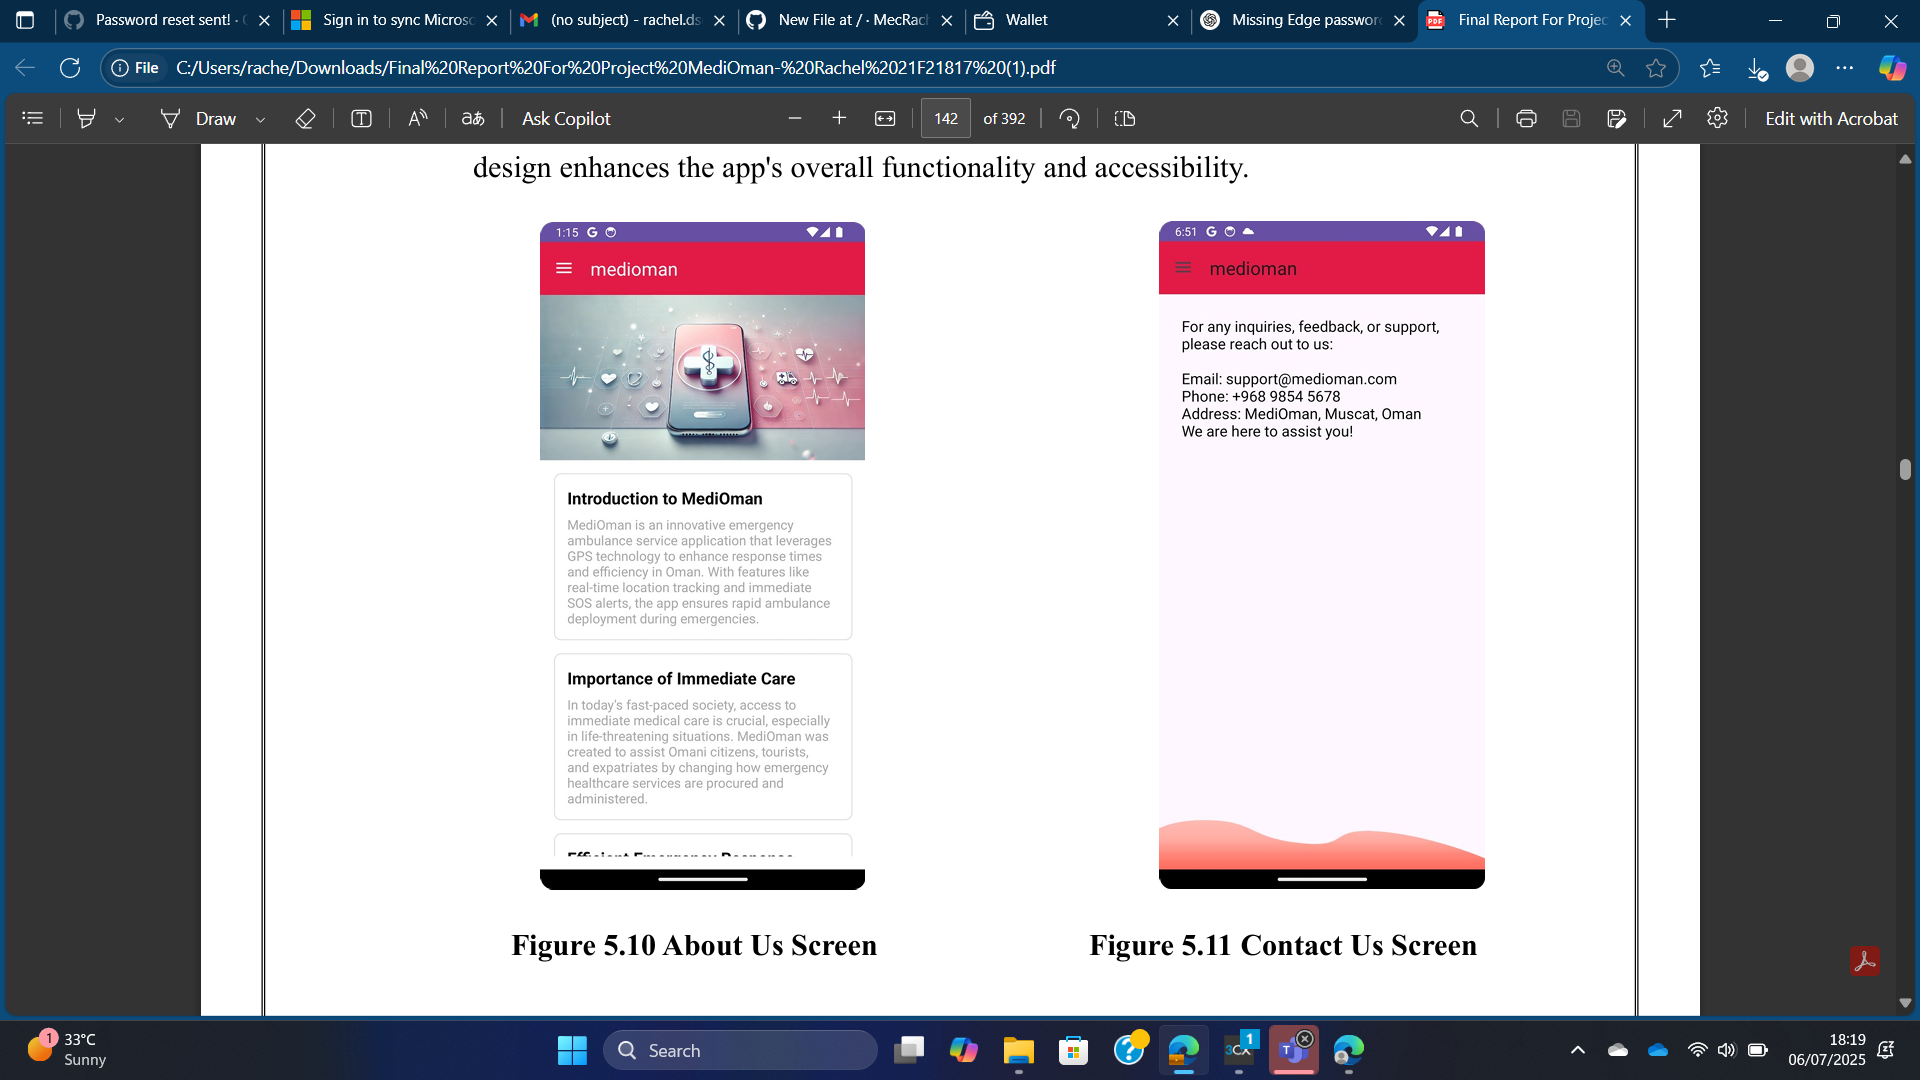 Password reset sent! ·
Sign in to sync Micros
(no subject) - rachel.ds
New File at / · MecRach
Wallet
Missing Edge passwor
Final Report For Projec
File
C:/Users/rache/Downloads/Final%20Report%20For%20Project%20MediOman-%20Rachel%2021F21817%20(1).pdf
Draw
Ask Copilot
142
of 392
Edit with Acrobat
design enhances the app's overall functionality and accessibility.
1:15
medioman
Introduction to MediOman
MediOman is an innovative emergency
ambulance service application that leverages
GPS technology to enhance response times
and efficiency in Oman. With features like
real-time location tracking and immediate
SOS alerts, the app ensures rapid ambulance
deployment during emergencies.
Importance of Immediate Care
In today's fast-paced society, access to
immediate medical care is crucial, especially
in life-threatening situations. MediOman was
created to assist Omani citizens, tourists,
and expatriates by changing how emergency
healthcare services are procured and
administered.
Efficient Emergency Response
6:51
medioman
For any inquiries, feedback, or support,
please reach out to us:
Email: support@medioman.com
Phone: +968 9854 5678
Address: MediOman, Muscat, Oman
We are here to assist you!
Figure 5.10 About Us Screen
Figure 5.11 Contact Us Screen
1
33°C
Sunny
Search
3CX
1
18:19
06/07/2025